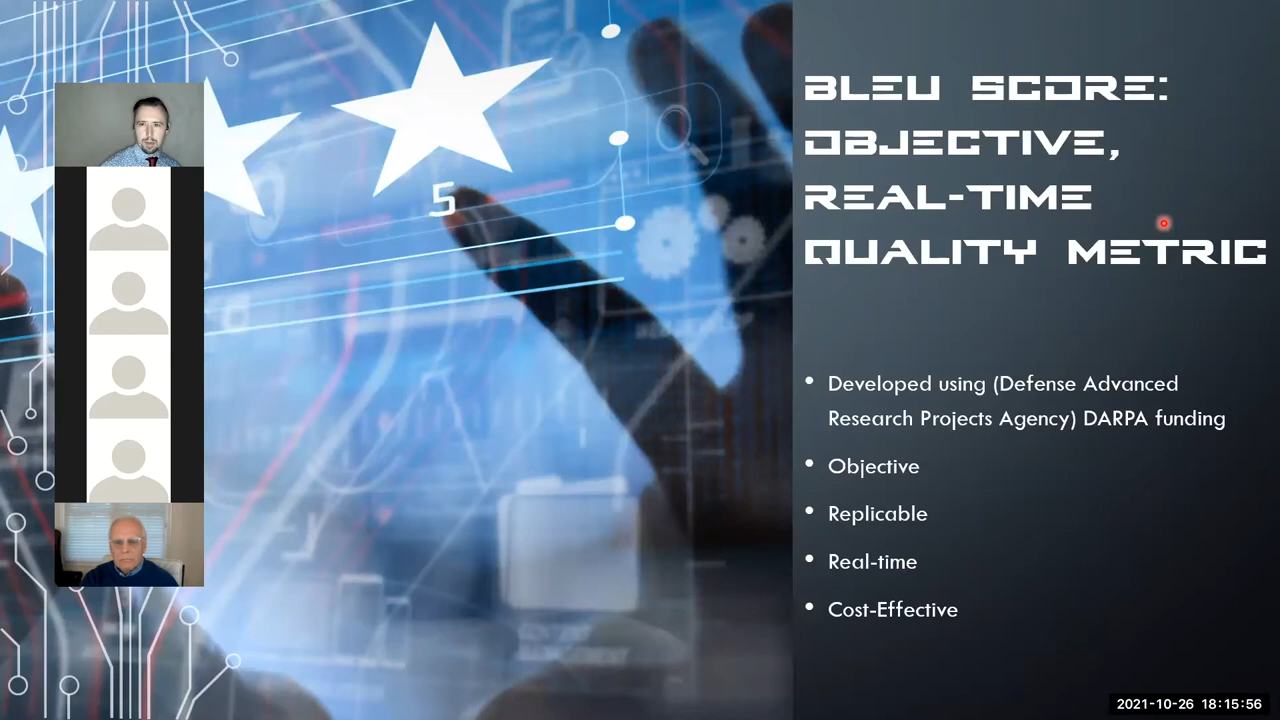 BLEU SCORE:
OBJECTIVE,
REAL-TIME
QUALITY METRIC
5
• Developed using (Defense Advanced
Research Projects Agency) DARPA funding
• Objective
• Replicable
• Real-time
• Cost-Effective
2021-10-26 18:15:56